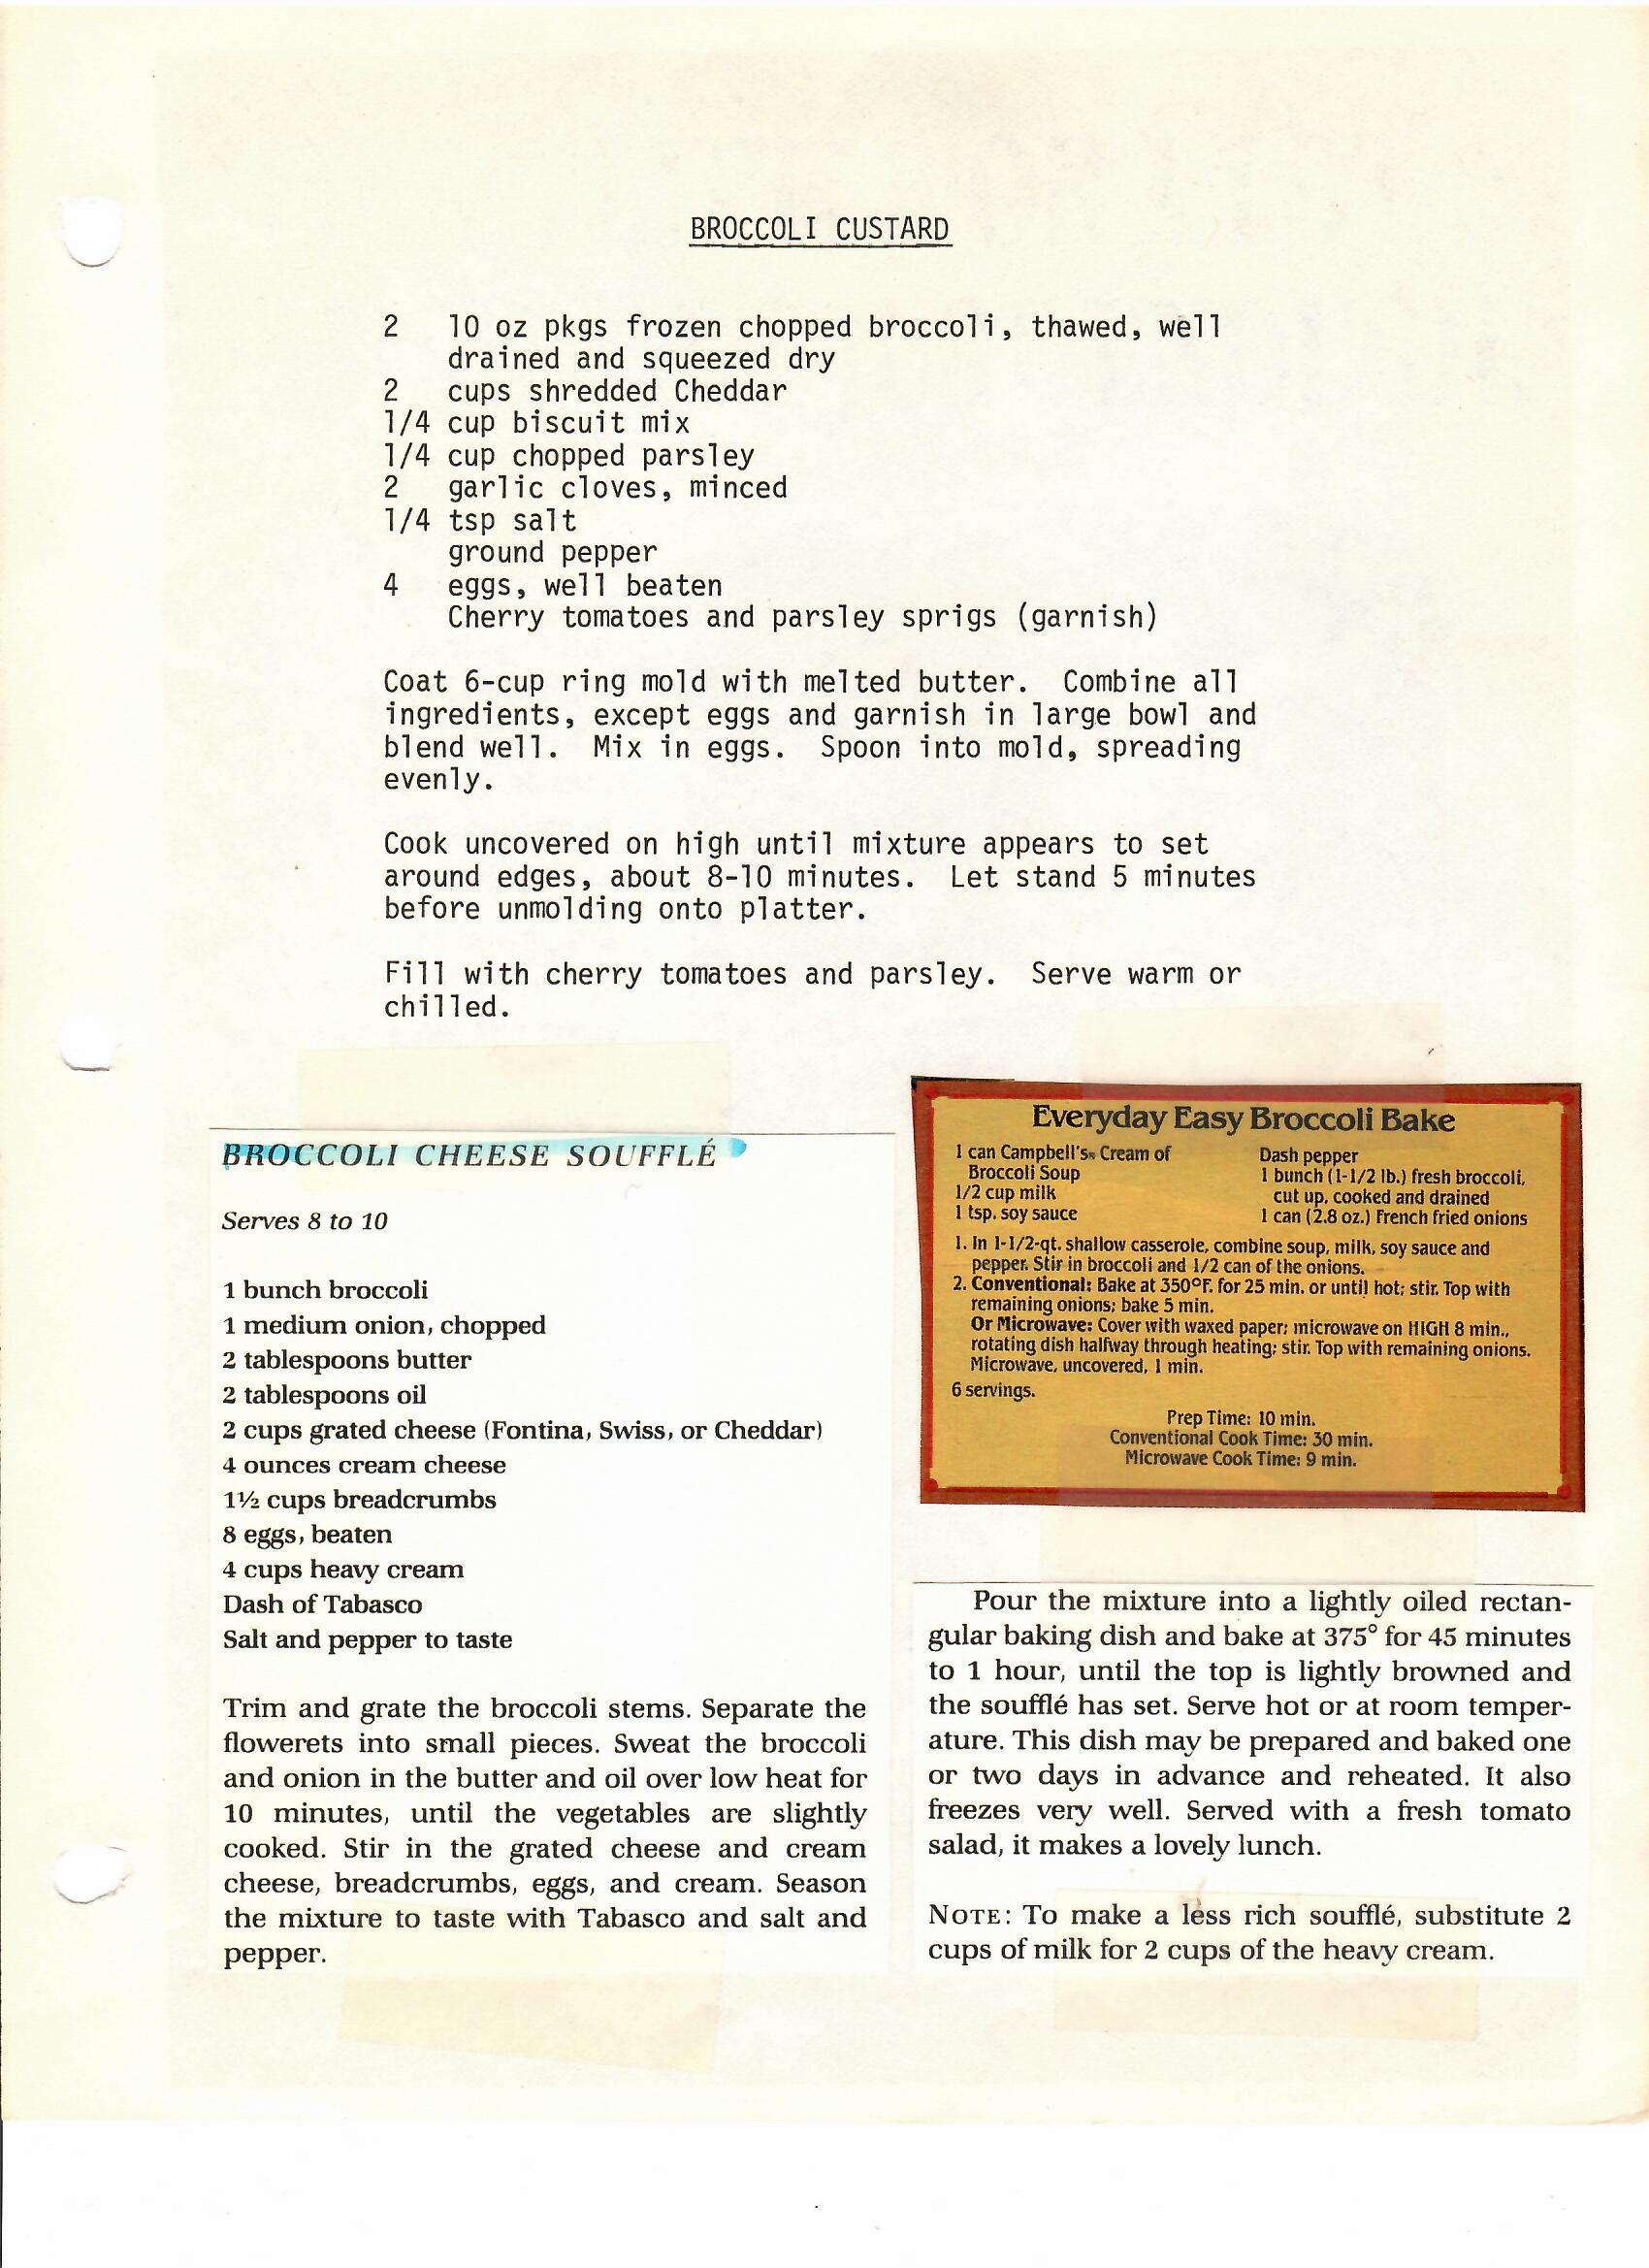 BROCCOLI CUSTARD
2 10 oz pkgs frozen chopped broccoli, thawed, well
drained and squeezed dry
2 cups shredded Cheddar
1/4 cup biscuit mix
1/4 cup chopped parsley
2 garlic cloves, minced
1/4 tsp salt
ground pepper
4 eggs, well beaten
Cherry tomatoes and parsley sprigs (garnish)
Coat 6-cup ring mold with melted butter. Combine all
ingredients, except eggs and garnish in large bowl and
blend well. Mix in eggs. Spoon into mold, spreading
evenly.
Cook uncovered on high until mixture appears to set
around edges, about 8-10 minutes. Let stand 5 minutes
before unmolding onto platter.
Fill with cherry tomatoes and parsley. Serve warm or
chilled.
BROCCOLI CHEESE SOUFFLÉ
Serves 8 to 10
1 bunch broccoli
1 medium onion, chopped
2 tablespoons butter
2 tablespoons oil
2 cups grated cheese (Fontina, Swiss, or Cheddar)
4 ounces cream cheese
1½ cups breadcrumbs
8 eggs, beaten
4 cups heavy cream
Dash of Tabasco
Salt and pepper to taste
Trim and grate the broccoli stems. Separate the
flowerets into small pieces. Sweat the broccoli
and onion in the butter and oil over low heat for
10 minutes, until the vegetables are slightly
cooked. Stir in the grated cheese and cream
cheese, breadcrumbs, eggs, and cream. Season
the mixture to taste with Tabasco and salt and
pepper.
Everyday Easy Broccoli Bake
1 can Campbell's® Cream of
Broccoli Soup
1/2 cup milk
1 tsp. soy sauce
Dash pepper
1 bunch (1-1/2 lb.) fresh broccoli,
cut up, cooked and drained
1 can (2.8 oz.) French fried onions
1. In 1-1/2-qt. shallow casserole, combine soup, milk, soy sauce and
pepper. Stir in broccoli and 1/2 can of the onions.
2. Conventional: Bake at 350°F. for 25 min. or until hot; stir. Top with
remaining onions; bake 5 min.
Or Microwave: Cover with waxed paper; microwave on HIGH 8 min.,
rotating dish halfway through heating; stir. Top with remaining onions.
Microwave, uncovered, 1 min.
6 servings.
Prep Time: 10 min.
Conventional Cook Time: 30 min.
Microwave Cook Time: 9 min.
Pour the mixture into a lightly oiled rectan-
gular baking dish and bake at 375° for 45 minutes
to 1 hour, until the top is lightly browned and
the soufflé has set. Serve hot or at room temper-
ature. This dish may be prepared and baked one
or two days in advance and reheated. It also
freezes very well. Served with a fresh tomato
salad, it makes a lovely lunch.
NOTE: To make a less rich soufflé, substitute 2
cups of milk for 2 cups of the heavy cream.